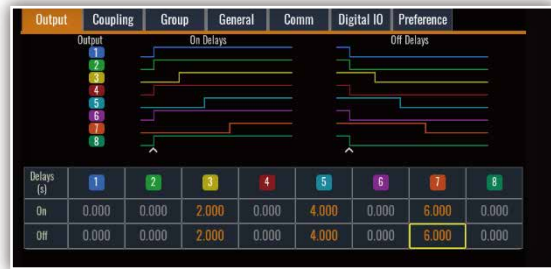 Output Coupling Group General Comm Digital IO Preference
Output On Delays Off Delays
1
2
3
4
5
6
7
8
Delays (s) 1 2 3 4 5 6 7 8
On 0.000 0.000 2.000 0.000 4.000 0.000 6.000 0.000
Off 0.000 0.000 2.000 0.000 4.000 0.000 6.000 0.000